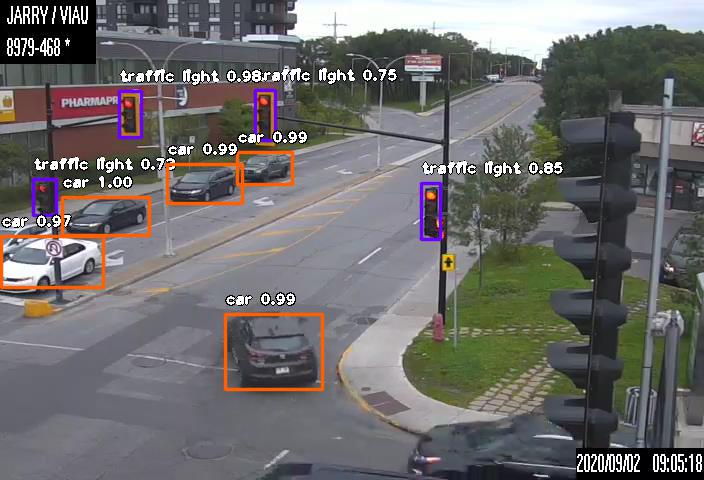 JARRY / VIAU
8979-468 *
traffic light 0.98
traffic light 0.75
PHARMAPR
car 0.99
car 0.99
traffic light 0.73
car 1.00
traffic light 0.85
car 0.97
car 0.99
2020/09/02 09:05:18